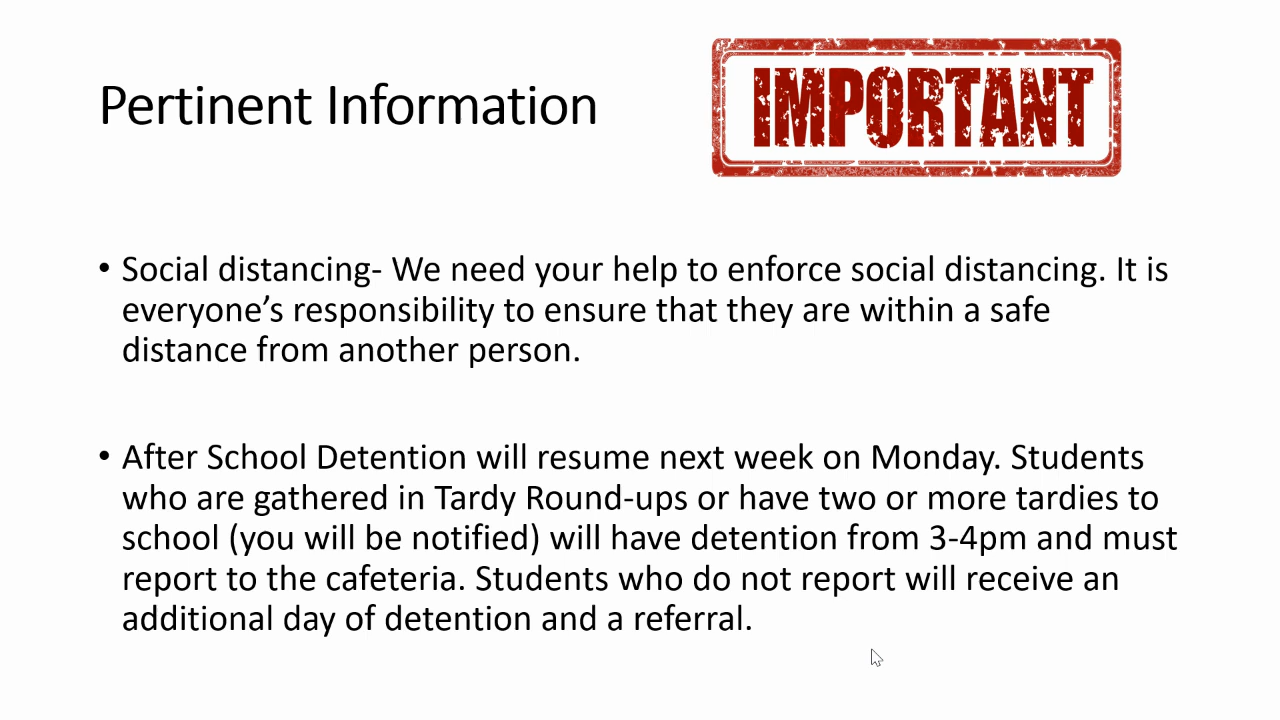 Pertinent Information
IMPORTANT
• Social distancing- We need your help to enforce social distancing. It is
everyone’s responsibility to ensure that they are within a safe
distance from another person.
• After School Detention will resume next week on Monday. Students
who are gathered in Tardy Round-ups or have two or more tardies to
school (you will be notified) will have detention from 3-4pm and must
report to the cafeteria. Students who do not report will receive an
additional day of detention and a referral.